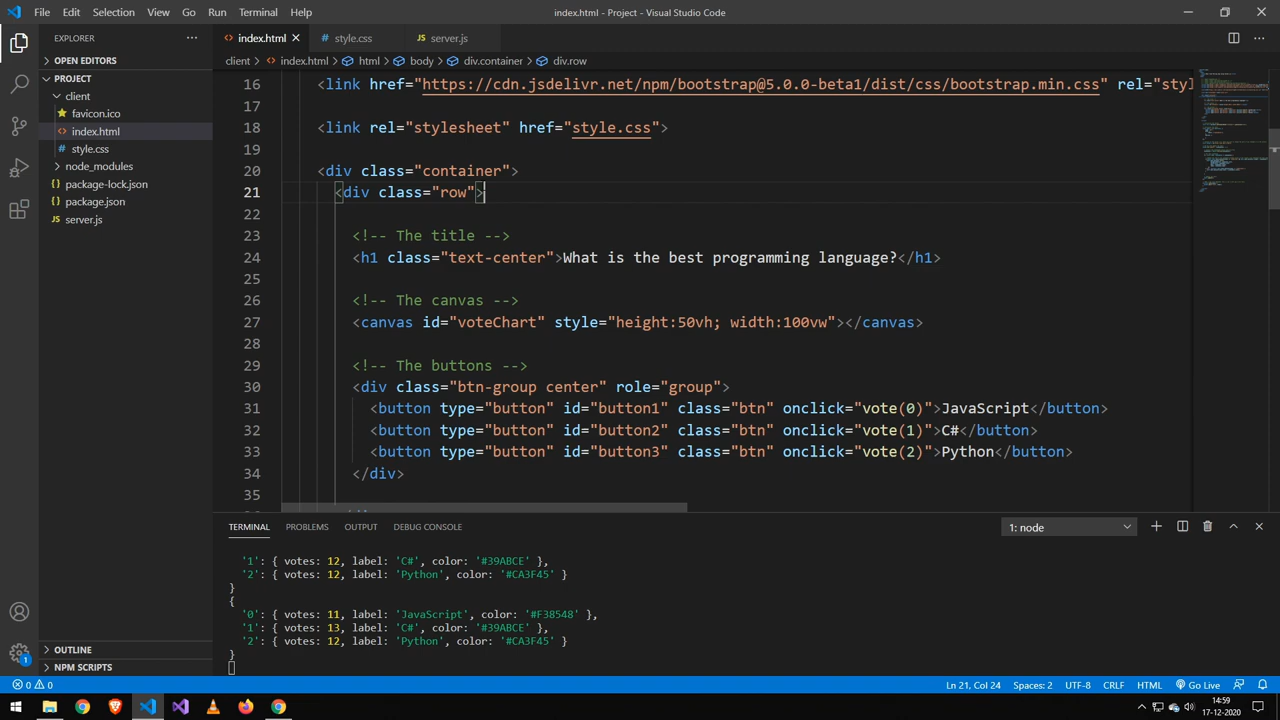 File Edit Selection View Go Run Terminal Help
index.html - Project - Visual Studio Code
EXPLORER
OPEN EDITORS
PROJECT
client
favicon.ico
index.html
style.css
node_modules
package-lock.json
package.json
server.js
OUTLINE
NPM SCRIPTS
index.html style.css JS server.js
client index.html html body div.container div.row
16 <link href="https://cdn.jsdelivr.net/npm/bootstrap@5.0.0-beta1/dist/css/bootstrap.min.css" rel="styl
17
18 <link rel="stylesheet" href="style.css">
19
20 <div class="container">
21 <div class="row">
22
23 <!-- The title -->
24 <h1 class="text-center">What is the best programming language?</h1>
25
26 <!-- The canvas -->
27 <canvas id="voteChart" style="height:50vh; width:100vw"></canvas>
28
29 <!-- The buttons -->
30 <div class="btn-group center" role="group">
31 <button type="button" id="button1" class="btn" onclick="vote(0)">JavaScript</button>
32 <button type="button" id="button2" class="btn" onclick="vote(1)">C#</button>
33 <button type="button" id="button3" class="btn" onclick="vote(2)">Python</button>
34 </div>
35
TERMINAL PROBLEMS OUTPUT DEBUG CONSOLE 1: node
'1': { votes: 12, label: 'C#', color: '#39ABCE' },
'2': { votes: 12, label: 'Python', color: '#CA3F45' }
}
{
'0': { votes: 11, label: 'JavaScript', color: '#F38548' },
'1': { votes: 13, label: 'C#', color: '#39ABCE' },
'2': { votes: 12, label: 'Python', color: '#CA3F45' }
}
1
0 0 Ln 21, Col 24 Spaces: 2 UTF-8 CRLF HTML Go Live
14:59
17-12-2020